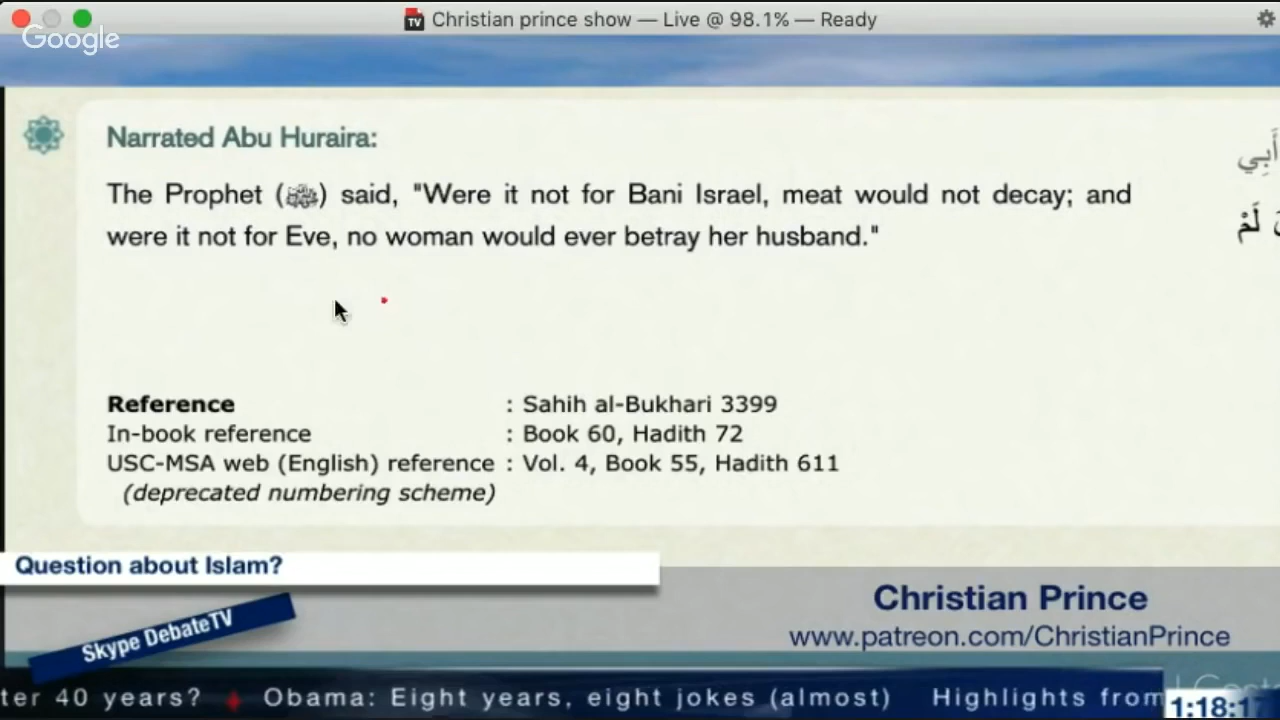 Christian prince show — Live @ 98.1% — Ready
Google
Narrated Abu Huraira:
The Prophet (ﷺ) said, "Were it not for Bani Israel, meat would not decay; and
were it not for Eve, no woman would ever betray her husband."
أَبِي
لَمْ
Reference : Sahih al-Bukhari 3399
In-book reference : Book 60, Hadith 72
USC-MSA web (English) reference : Vol. 4, Book 55, Hadith 611
(deprecated numbering scheme)
Question about Islam?
Skype DebateTV
Christian Prince
www.patreon.com/ChristianPrince
ter 40 years? ♦ Obama: Eight years, eight jokes (almost) Highlights from
1:18:1